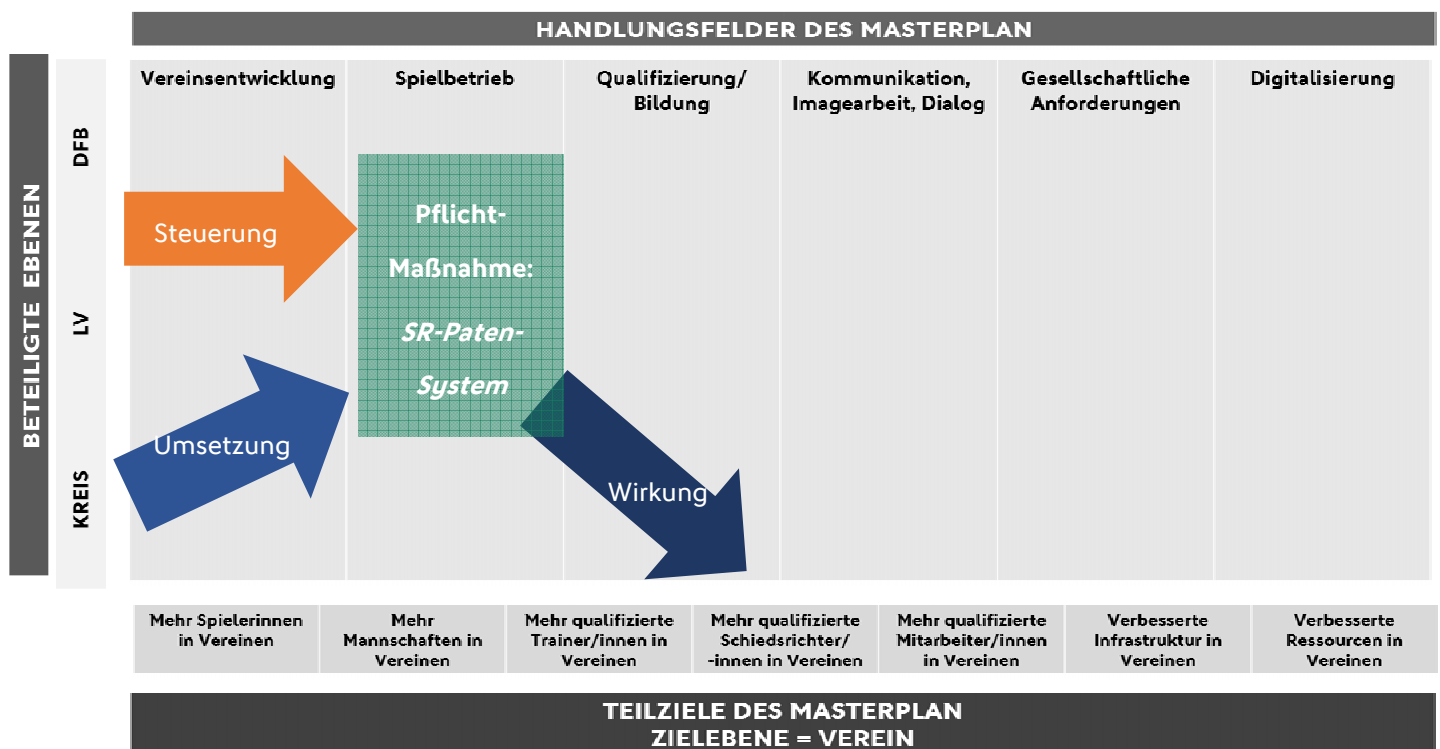 HANDLUNGSFELDER DES MASTERPLAN
BETEILIGTE EBENEN
DFB
LV
KREIS
Vereinsentwicklung
Spielbetrieb
Qualifizierung/
Bildung
Kommunikation,
Imagearbeit, Dialog
Gesellschaftliche
Anforderungen
Digitalisierung
Steuerung
Umsetzung
Pflicht-
Maßnahme:
SR-Paten-
System
Wirkung
Mehr Spielerinnen
in Vereinen
Mehr
Mannschaften in
Vereinen
Mehr qualifizierte
Trainer/innen in
Vereinen
Mehr qualifizierte
Schiedsrichter/
-innen in Vereinen
Mehr qualifizierte
Mitarbeiter/innen
in Vereinen
Verbesserte
Infrastruktur in
Vereinen
Verbesserte
Ressourcen in
Vereinen
TEILZIELE DES MASTERPLAN
ZIELEBENE = VEREIN